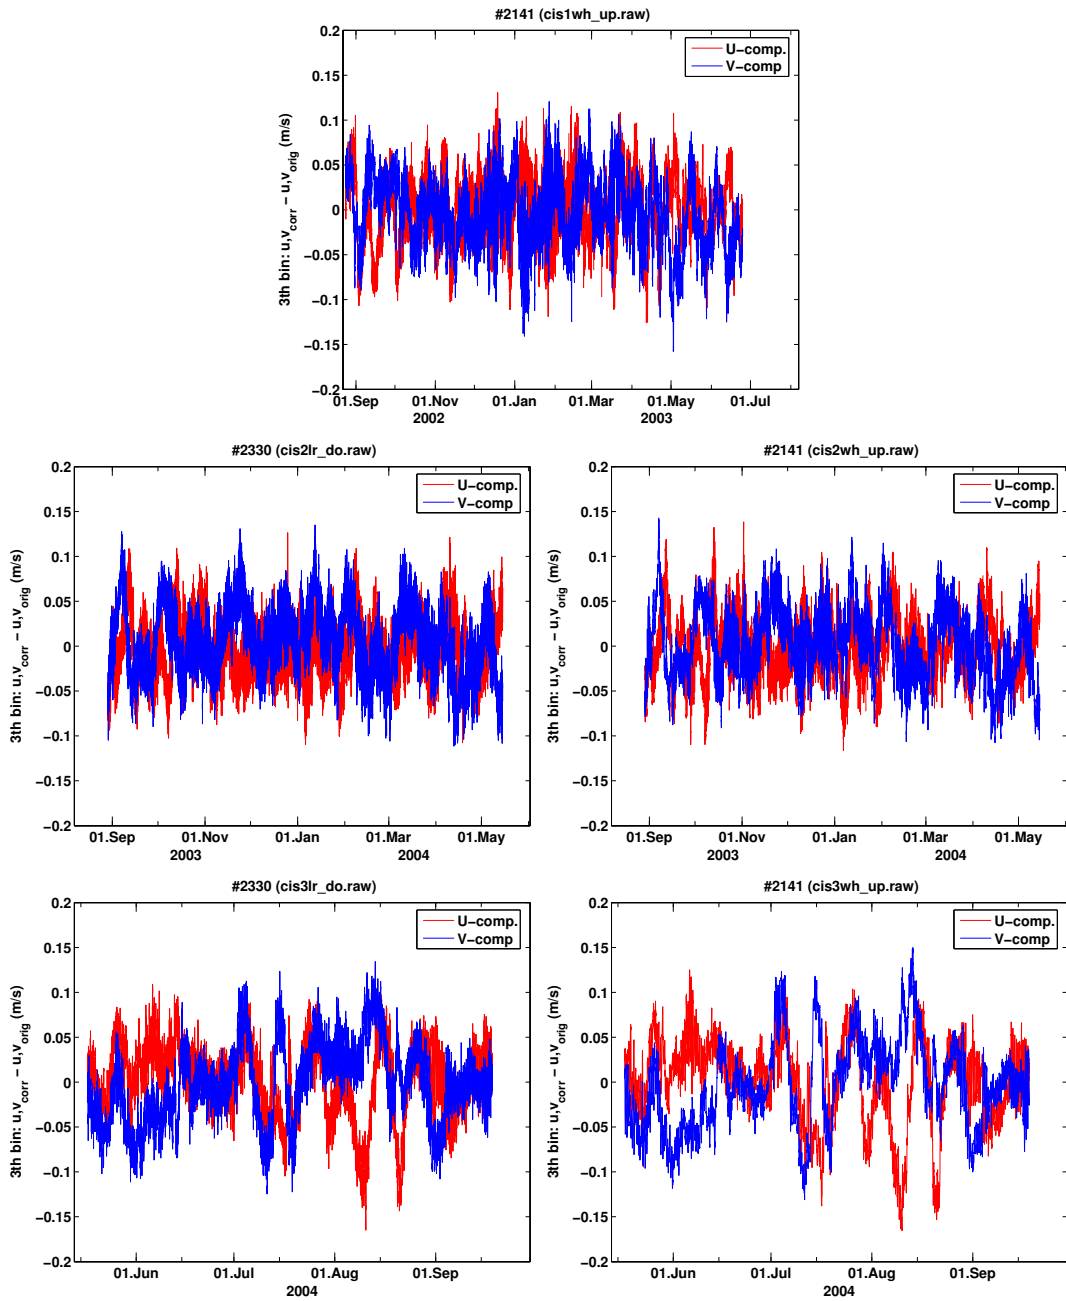 #2141 (cis1wh_up.raw)
U−comp.
V−comp
3th bin: u,v_corr − u,v_orig (m/s)
0.2
0.15
0.1
0.05
0
−0.05
−0.1
−0.15
−0.2
01.Sep 01.Nov 01.Jan 01.Mar 01.May 01.Jul
2002 2003
#2330 (cis2lr_do.raw)
U−comp.
V−comp
3th bin: u,v_corr − u,v_orig (m/s)
0.2
0.15
0.1
0.05
0
−0.05
−0.1
−0.15
−0.2
01.Sep 01.Nov 01.Jan 01.Mar 01.May
2003 2004
#2141 (cis2wh_up.raw)
U−comp.
V−comp
3th bin: u,v_corr − u,v_orig (m/s)
0.2
0.15
0.1
0.05
0
−0.05
−0.1
−0.15
−0.2
01.Sep 01.Nov 01.Jan 01.Mar 01.May
2003 2004
#2330 (cis3lr_do.raw)
U−comp.
V−comp
3th bin: u,v_corr − u,v_orig (m/s)
0.2
0.15
0.1
0.05
0
−0.05
−0.1
−0.15
−0.2
01.Jun 01.Jul 01.Aug 01.Sep
2004
#2141 (cis3wh_up.raw)
U−comp.
V−comp
3th bin: u,v_corr − u,v_orig (m/s)
0.2
0.15
0.1
0.05
0
−0.05
−0.1
−0.15
−0.2
01.Jun 01.Jul 01.Aug 01.Sep
2004